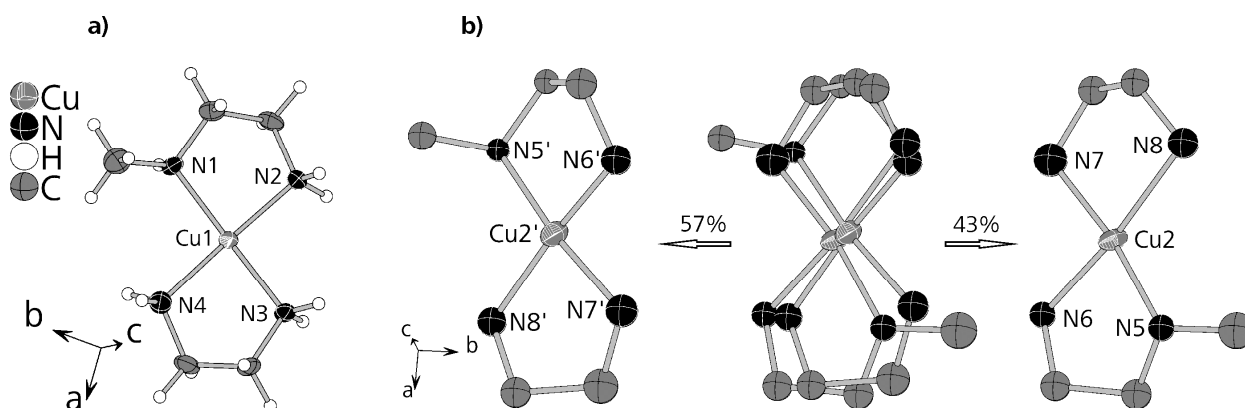 a)
Cu
N
H
C
N1
N2
Cu1
N4
N3
b
c
a
b)
N5'
N6'
Cu2'
N8'
N7'
c
b
a
57%
43%
N7
N8
Cu2
N6
N5